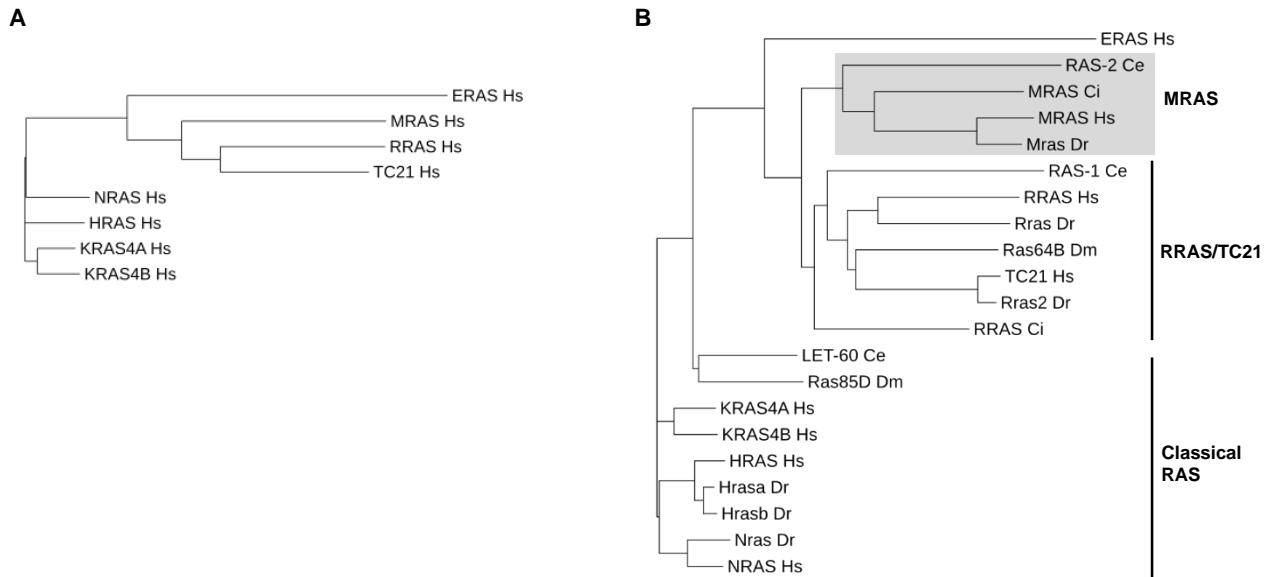 A
ERAS Hs
MRAS Hs
RRAS Hs
TC21 Hs
NRAS Hs
HRAS Hs
KRAS4A Hs
KRAS4B Hs
B
ERAS Hs
RAS-2 Ce
MRAS Ci
MRAS Hs
Mras Dr
MRAS
RAS-1 Ce
RRAS Hs
Rras Dr
Ras64B Dm
TC21 Hs
Rras2 Dr
RRAS Ci
RRAS/TC21
LET-60 Ce
Ras85D Dm
KRAS4A Hs
KRAS4B Hs
HRAS Hs
Hrasa Dr
Hrasb Dr
Nras Dr
NRAS Hs
Classical
RAS